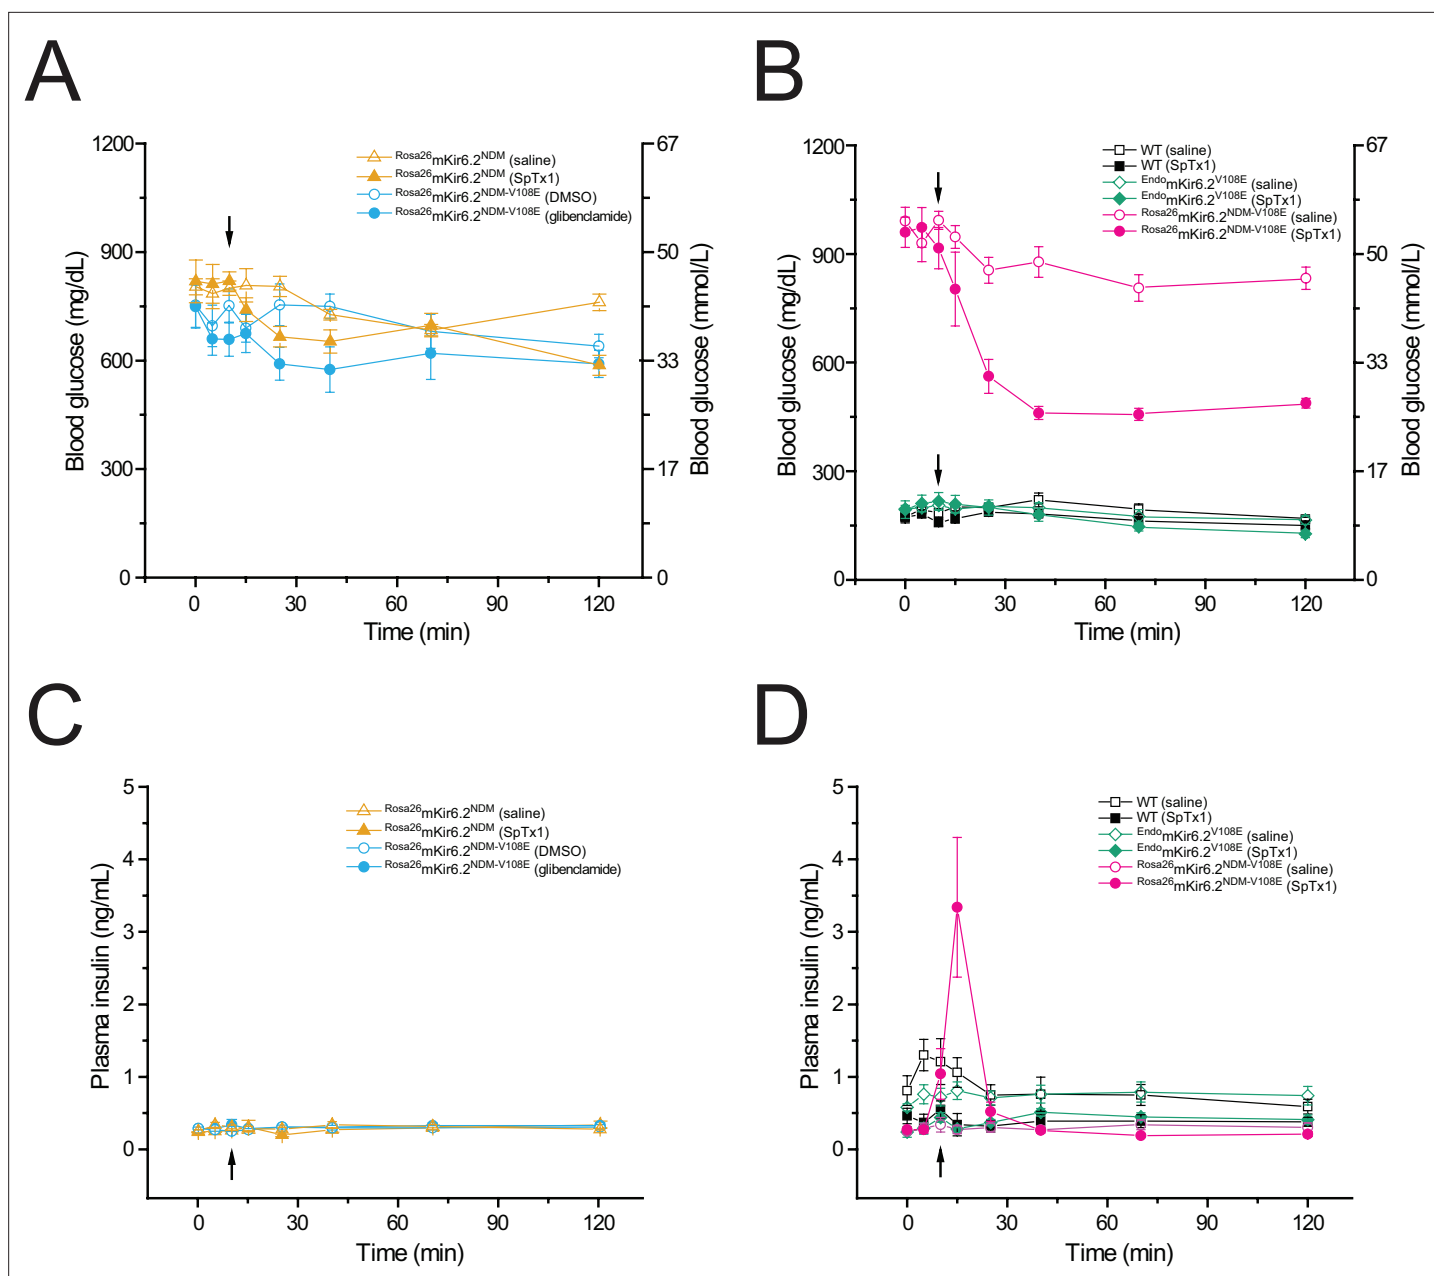 A
1200
900
600
300
0
67
50
33
17
0
Blood glucose (mg/dL)
Blood glucose (mmol/L)
Rosa26mKir6.2NDM (saline)
Rosa26mKir6.2NDM (SpTx1)
Rosa26mKir6.2NDM-V108E (DMSO)
Rosa26mKir6.2NDM-V108E (glibenclamide)
0 30 60 90 120
Time (min)
B
1200
900
600
300
0
67
50
33
17
0
Blood glucose (mg/dL)
Blood glucose (mmol/L)
WT (saline)
WT (SpTx1)
EndomKir6.2V108E (saline)
EndomKir6.2V108E (SpTx1)
Rosa26mKir6.2NDM-V108E (saline)
Rosa26mKir6.2NDM-V108E (SpTx1)
0 30 60 90 120
Time (min)
C
5
4
3
2
1
0
Plasma insulin (ng/mL)
Rosa26mKir6.2NDM (saline)
Rosa26mKir6.2NDM (SpTx1)
Rosa26mKir6.2NDM-V108E (DMSO)
Rosa26mKir6.2NDM-V108E (glibenclamide)
0 30 60 90 120
Time (min)
D
5
4
3
2
1
0
Plasma insulin (ng/mL)
WT (saline)
WT (SpTx1)
EndomKir6.2V108E (saline)
EndomKir6.2V108E (SpTx1)
Rosa26mKir6.2NDM-V108E (saline)
Rosa26mKir6.2NDM-V108E (SpTx1)
0 30 60 90 120
Time (min)